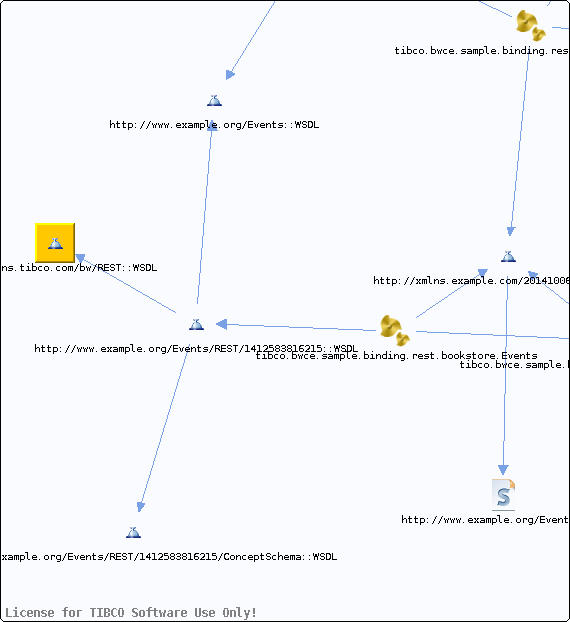 tibco.bwce.sample.binding.res
http://www.example.org/Events::WSDL
ns.tibco.com/bw/REST::WSDL
http://xmlns.example.com/20141006
http://www.example.org/Events/REST/1412583816215::WSDL
tibco.bwce.sample.binding.rest.bookstore.Events
tibco.bwce.sample.
http://www.example.org/Event
xample.org/Events/REST/1412583816215/ConceptSchema::WSDL
License for TIBCO Software Use Only!